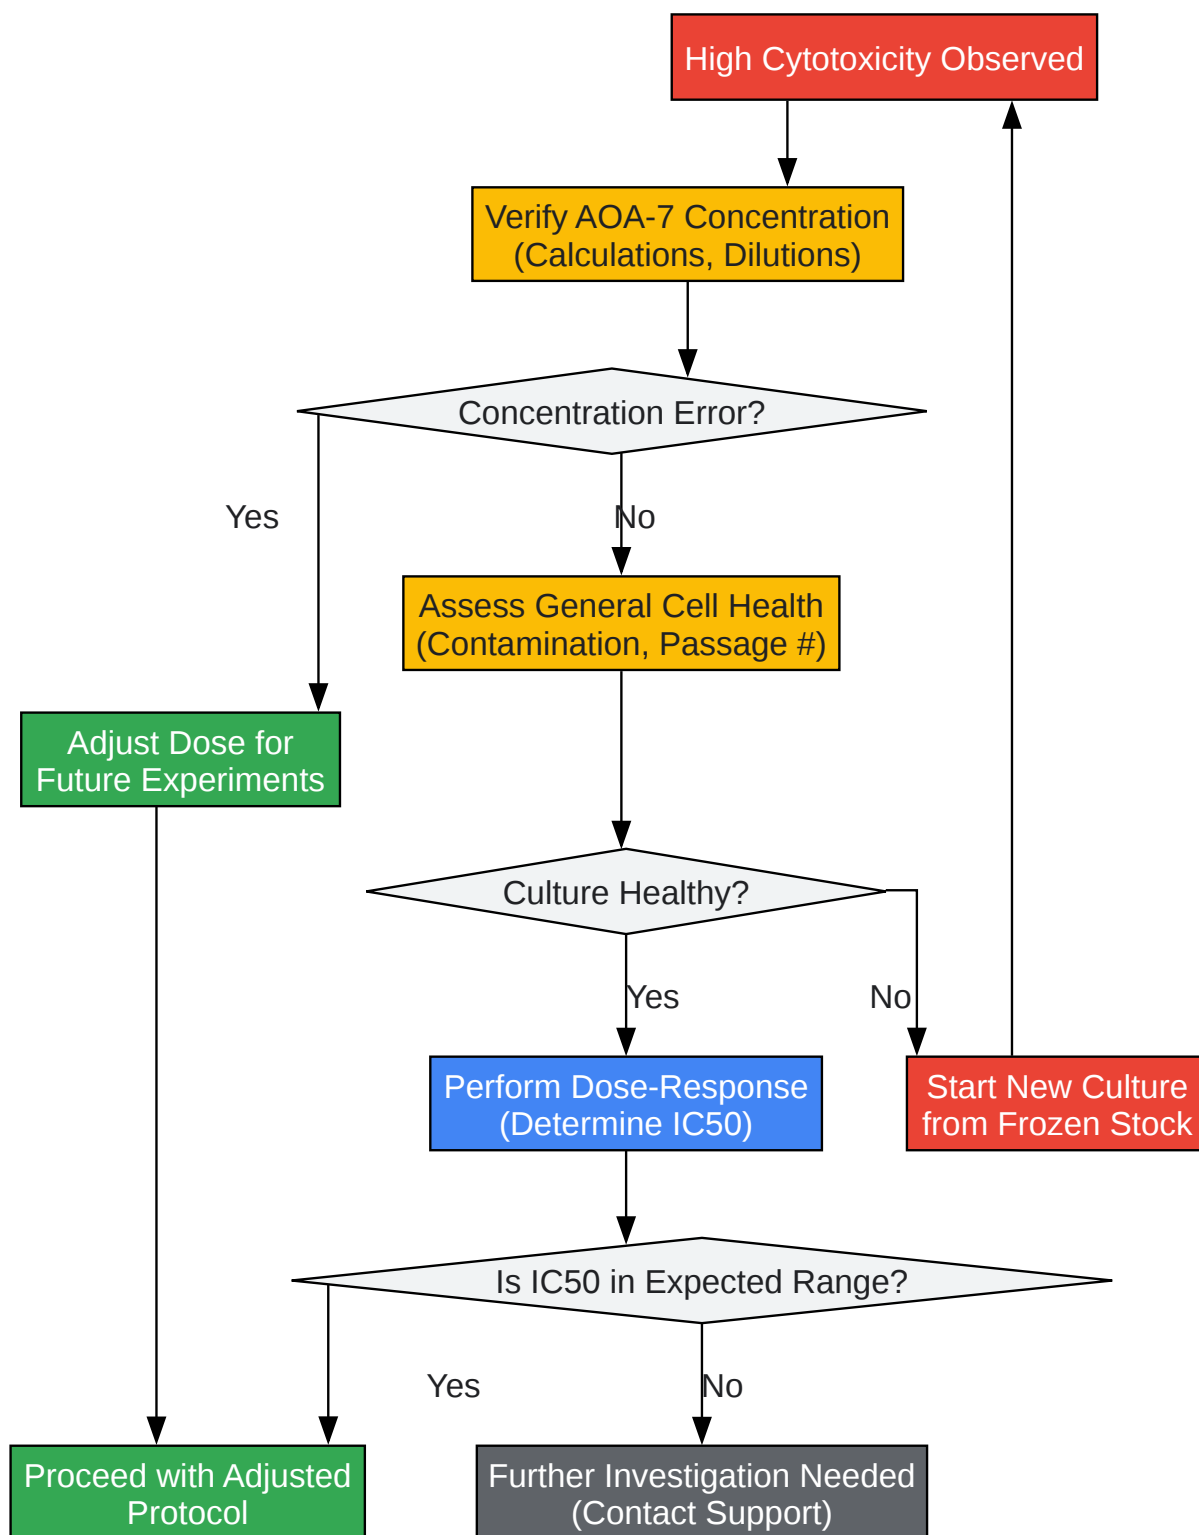 High Cytotoxicity Observed
Verify AOA-7 Concentration
(Calculations, Dilutions)
Concentration Error?
Yes
No
Assess General Cell Health
(Contamination, Passage #)
Adjust Dose for
Future Experiments
Culture Healthy?
Yes
No
Perform Dose-Response
(Determine IC50)
Start New Culture
from Frozen Stock
Is IC50 in Expected Range?
Yes
No
Proceed with Adjusted
Protocol
Further Investigation Needed
(Contact Support)